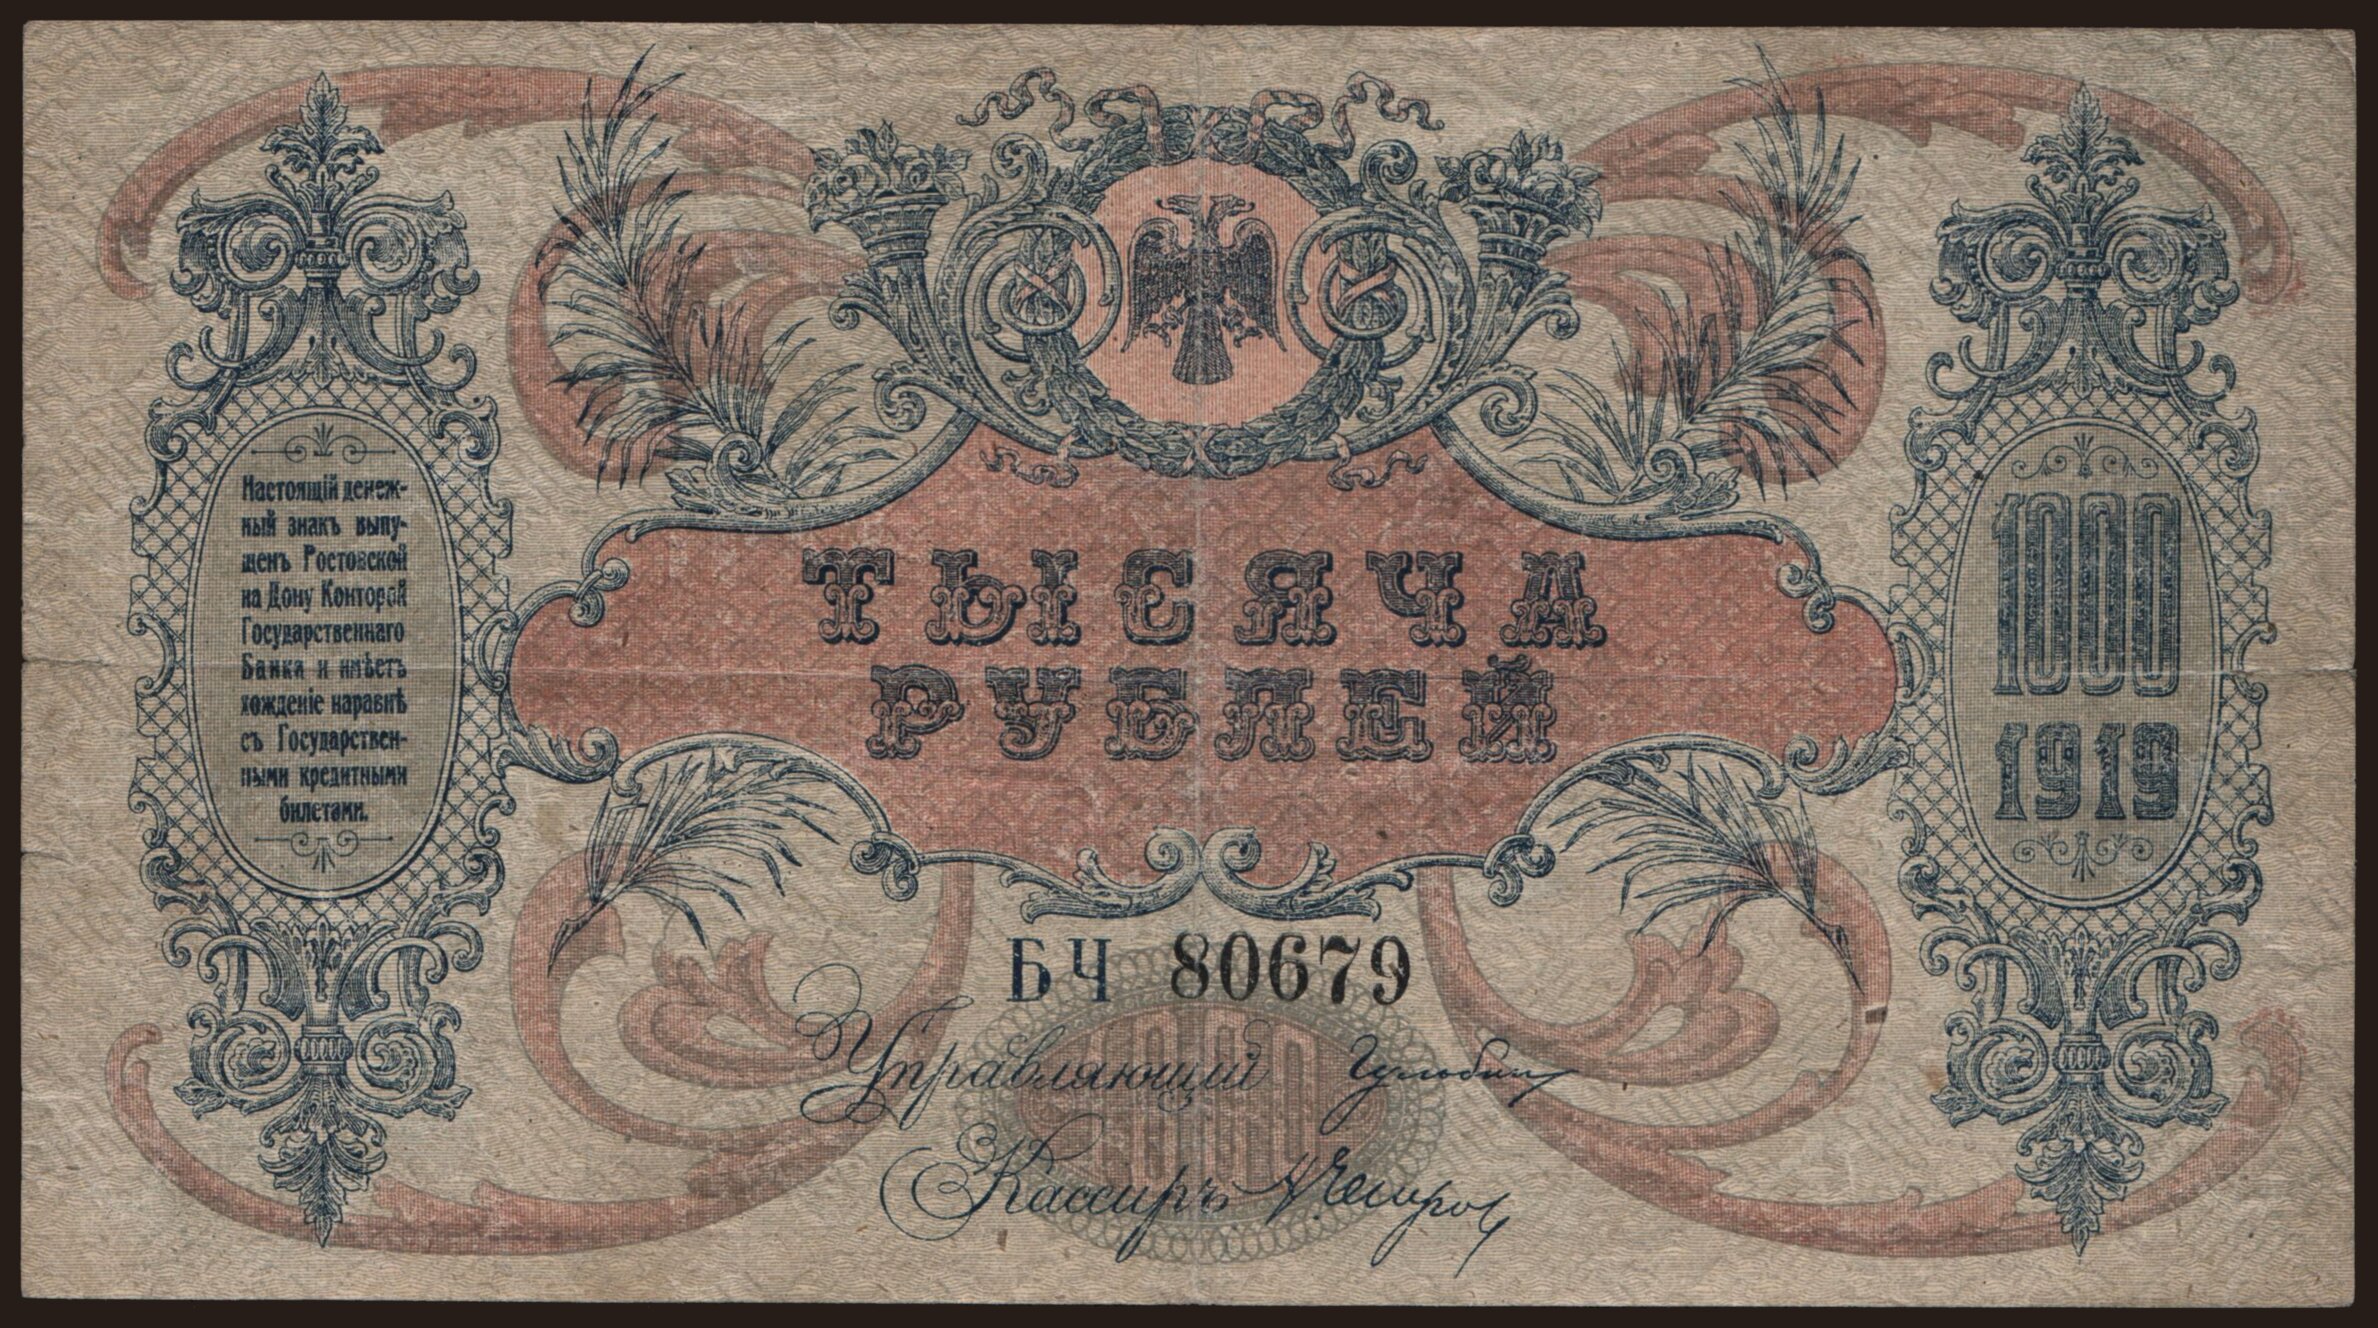 Настоящій денеж-
ный знакъ выпу-
щенъ Ростовской
на Дону Конторой
Государственнаго
Банка и имѣетъ
хожденіе наравнѣ
съ Государствен-
ными кредитными
билетами.
ТЫСЯЧА
РУБЛЕЙ
1000
1919
БЧ 80679
1000
Управляющій
Кассиръ